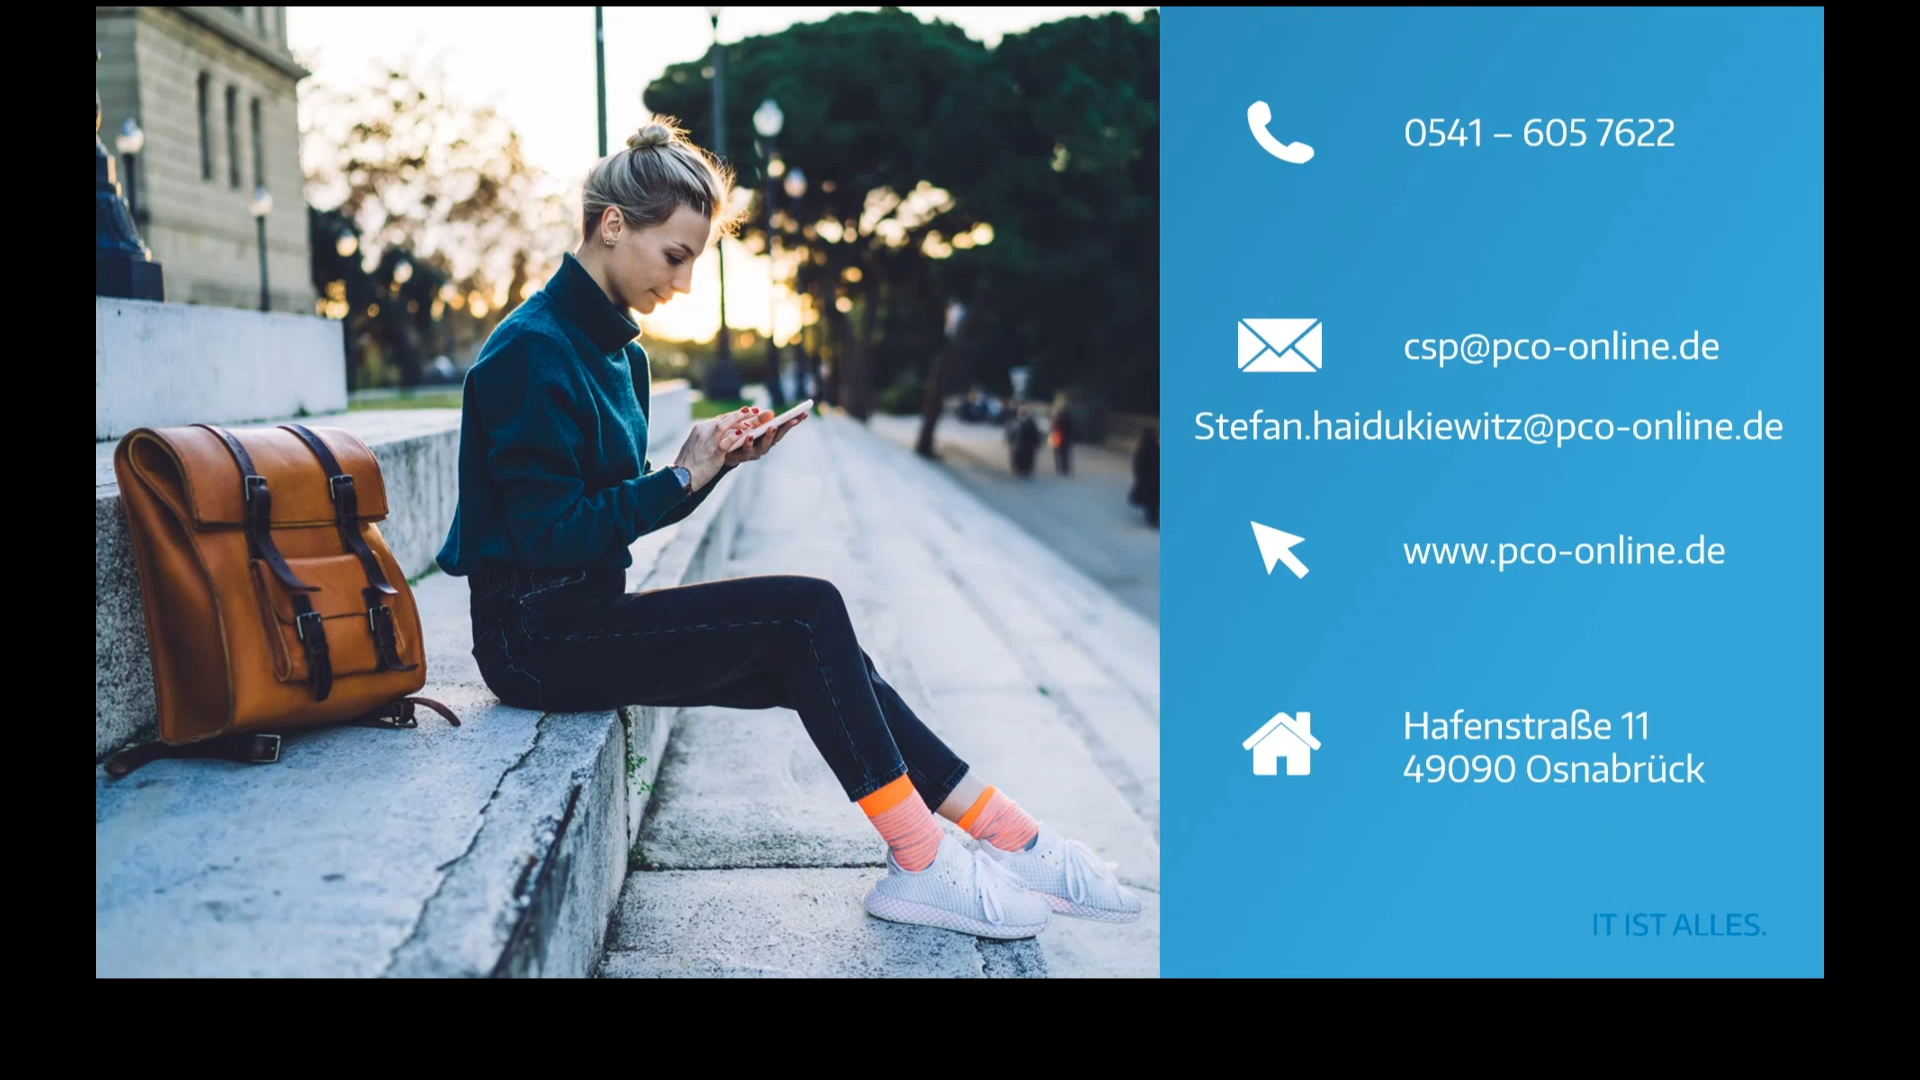 0541 – 605 7622
csp@pco-online.de
Stefan.haidukiewitz@pco-online.de
www.pco-online.de
Hafenstraße 11
49090 Osnabrück
IT IST ALLES.